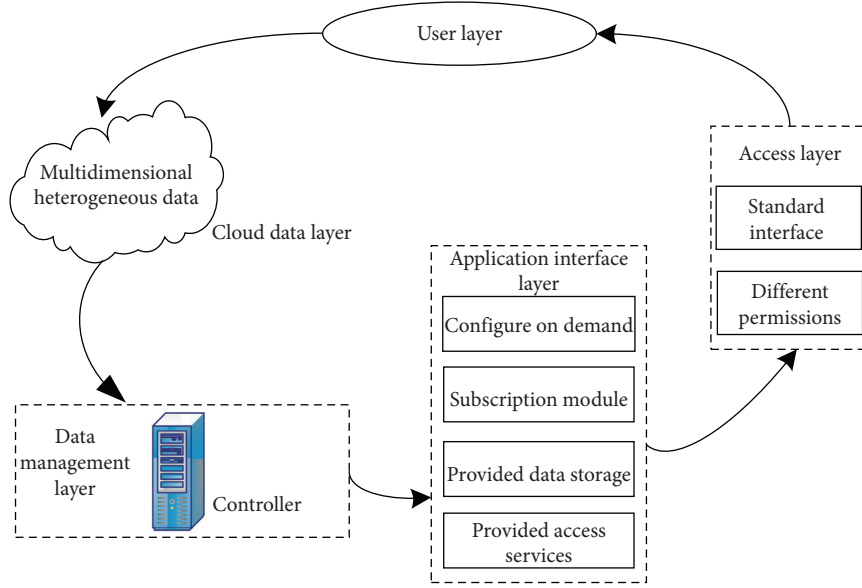 User layer
Multidimensional
heterogeneous data
Cloud data layer
Access layer
Standard
interface
Different
permissions
Application interface
layer
Configure on demand
Subscription module
Provided data storage
Provided access
services
Data
management
layer
Controller